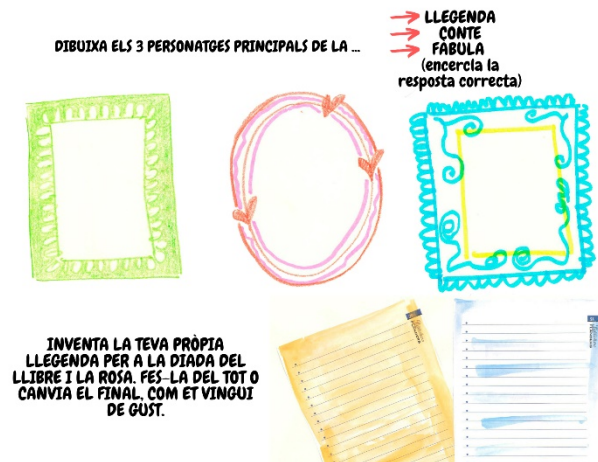 DIBUIXA ELS 3 PERSONATGES PRINCIPALS DE LA ...
LLEGENDA
CONTE
FÀBULA
(encercla la
resposta correcta)
INVENTA LA TEVA PRÒPIA
LLEGENDA PER A LA DIADA DEL
LLIBRE I LA ROSA. FES-LA DEL TOT O
CANVIA EL FINAL, COM ET VINGUI
DE GUST.